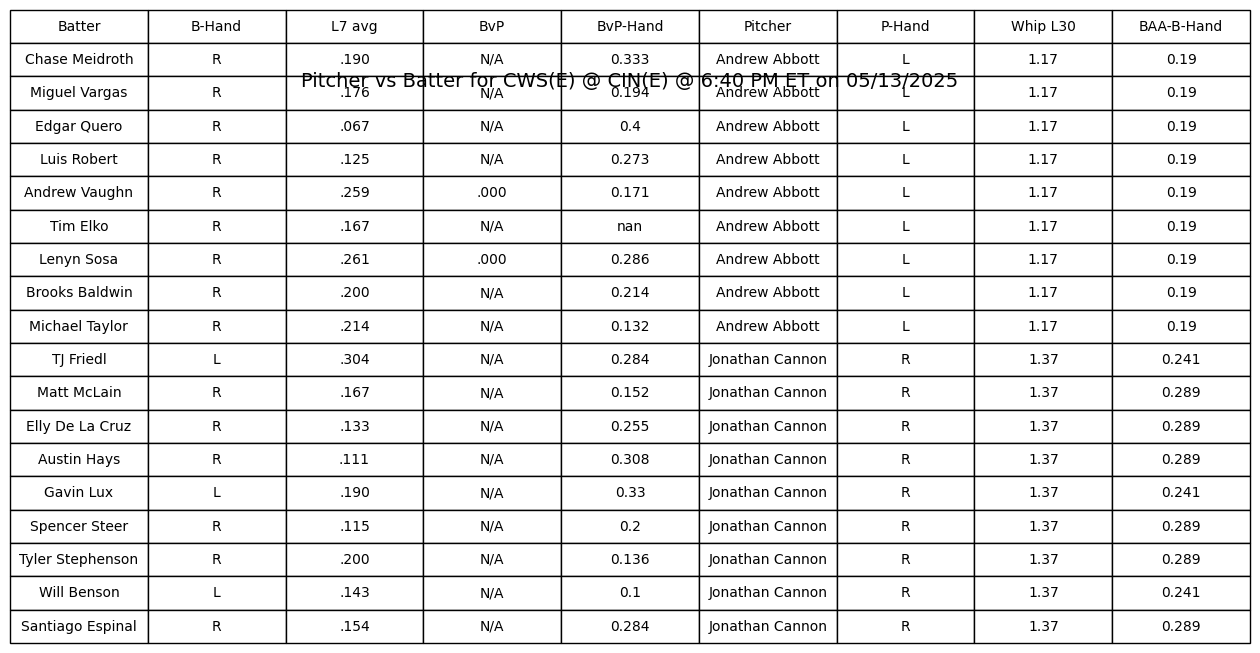 Batter B-Hand L7 avg BvP BvP-Hand Pitcher P-Hand Whip L30 BAA-B-Hand
Chase Meidroth R .190 N/A 0.333 Andrew Abbott L 1.17 0.19
Pitcher vs Batter for CWS(E) @ CIN(E) @ 6:40 PM ET on 05/13/2025
Miguel Vargas R .176 N/A 0.194 Andrew Abbott L 1.17 0.19
Edgar Quero R .067 N/A 0.4 Andrew Abbott L 1.17 0.19
Luis Robert R .125 N/A 0.273 Andrew Abbott L 1.17 0.19
Andrew Vaughn R .259 .000 0.171 Andrew Abbott L 1.17 0.19
Tim Elko R .167 N/A nan Andrew Abbott L 1.17 0.19
Lenyn Sosa R .261 .000 0.286 Andrew Abbott L 1.17 0.19
Brooks Baldwin R .200 N/A 0.214 Andrew Abbott L 1.17 0.19
Michael Taylor R .214 N/A 0.132 Andrew Abbott L 1.17 0.19
TJ Friedl L .304 N/A 0.284 Jonathan Cannon R 1.37 0.241
Matt McLain R .167 N/A 0.152 Jonathan Cannon R 1.37 0.289
Elly De La Cruz R .133 N/A 0.255 Jonathan Cannon R 1.37 0.289
Austin Hays R .111 N/A 0.308 Jonathan Cannon R 1.37 0.289
Gavin Lux L .190 N/A 0.33 Jonathan Cannon R 1.37 0.241
Spencer Steer R .115 N/A 0.2 Jonathan Cannon R 1.37 0.289
Tyler Stephenson R .200 N/A 0.136 Jonathan Cannon R 1.37 0.289
Will Benson L .143 N/A 0.1 Jonathan Cannon R 1.37 0.241
Santiago Espinal R .154 N/A 0.284 Jonathan Cannon R 1.37 0.289